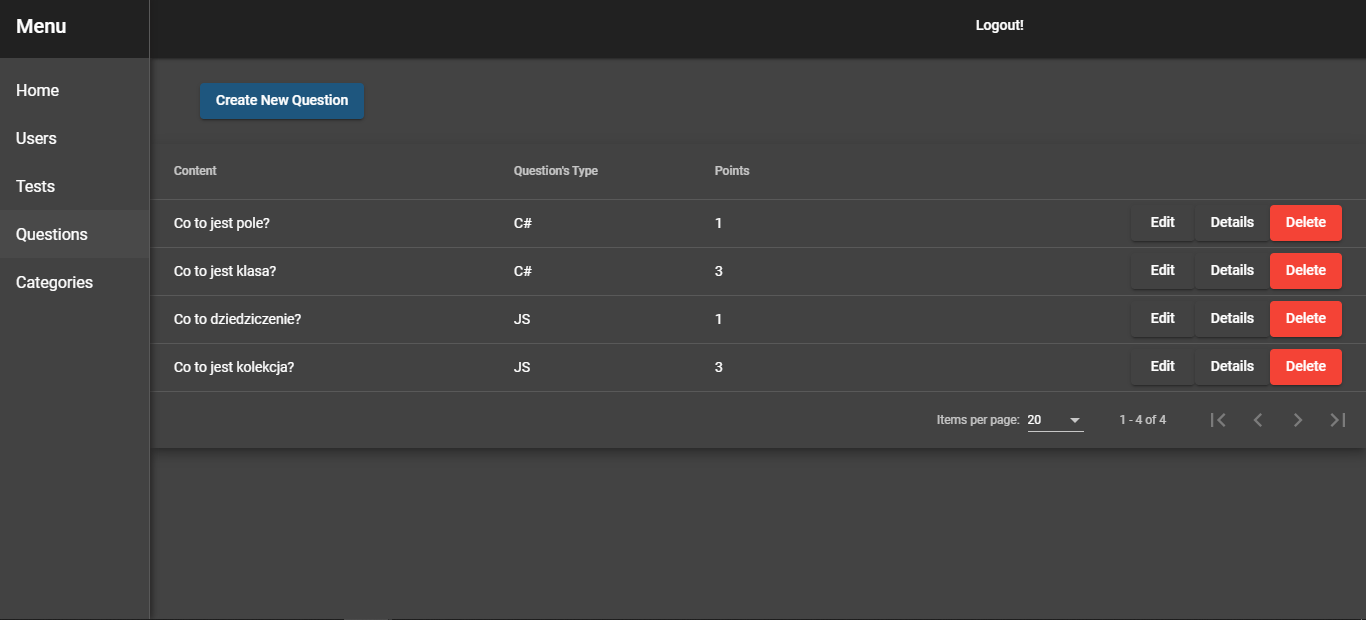 Menu
Logout!
Home
Users
Tests
Questions
Categories
Create New Question
Content Question's Type Points
Co to jest pole? C# 1 Edit Details Delete
Co to jest klasa? C# 3 Edit Details Delete
Co to dziedziczenie? JS 1 Edit Details Delete
Co to jest kolekcja? JS 3 Edit Details Delete
Items per page: 20 1 - 4 of 4